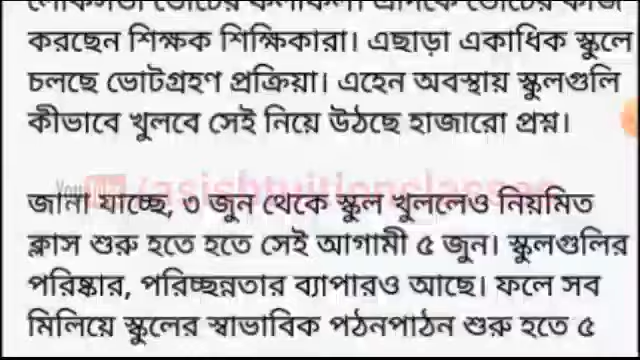 করছেন শিক্ষক শিক্ষিকারা। এছাড়া একাধিক স্কুলে
চলছে ভোটগ্রহণ প্রক্রিয়া। এহেন অবস্থায় স্কুলগুলি
কীভাবে খুলবে সেই নিয়ে উঠছে হাজারো প্রশ্ন।
জানা যাচ্ছে, ৩ জুন থেকে স্কুল খুললেও নিয়মিত
ক্লাস শুরু হতে হতে সেই আগামী ৫ জুন। স্কুলগুলির
পরিষ্কার, পরিচ্ছন্নতার ব্যাপারও আছে। ফলে সব
মিলিয়ে স্কুলের স্বাভাবিক পঠনপাঠন শুরু হতে ৫